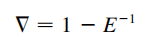 ∇ = 1 − E⁻¹